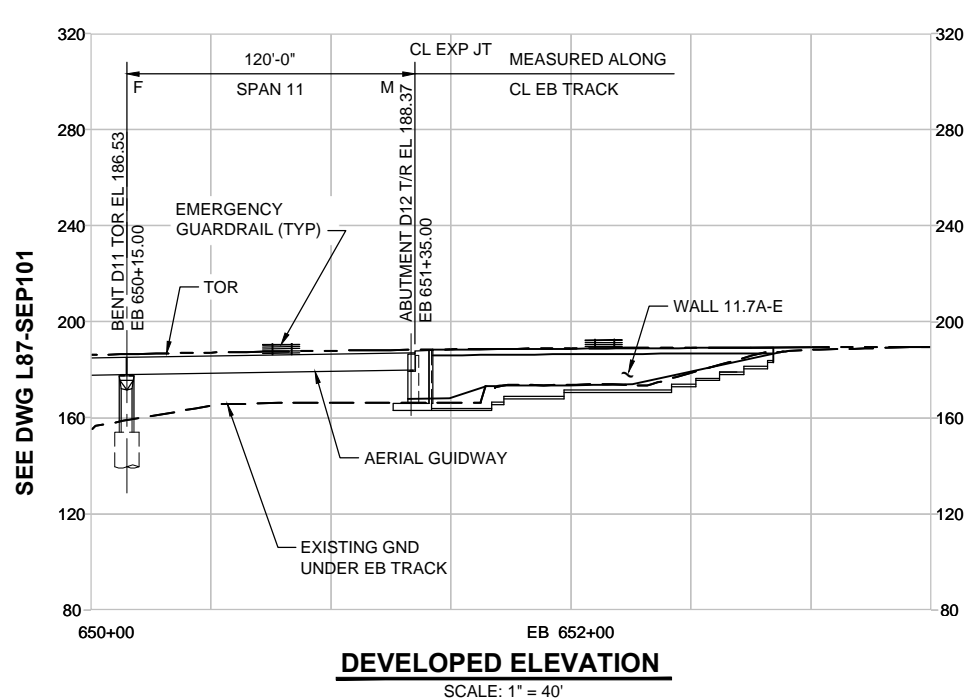 320
320
CL EXP JT
120'-0"
MEASURED ALONG
F
SPAN 11
M
CL EB TRACK
280
280
BENT D11 TOR EL 186.53
EB 650+15.00
ABUTMENT D12 T/R EL 188.37
EB 651+35.00
EMERGENCY
GUARDRAIL (TYP)
240
240
TOR
WALL 11.7A-E
200
200
SEE DWG L87-SEP101
160
160
AERIAL GUIDWAY
120
120
EXISTING GND
UNDER EB TRACK
80
80
650+00
EB 652+00
DEVELOPED ELEVATION
SCALE: 1" = 40'